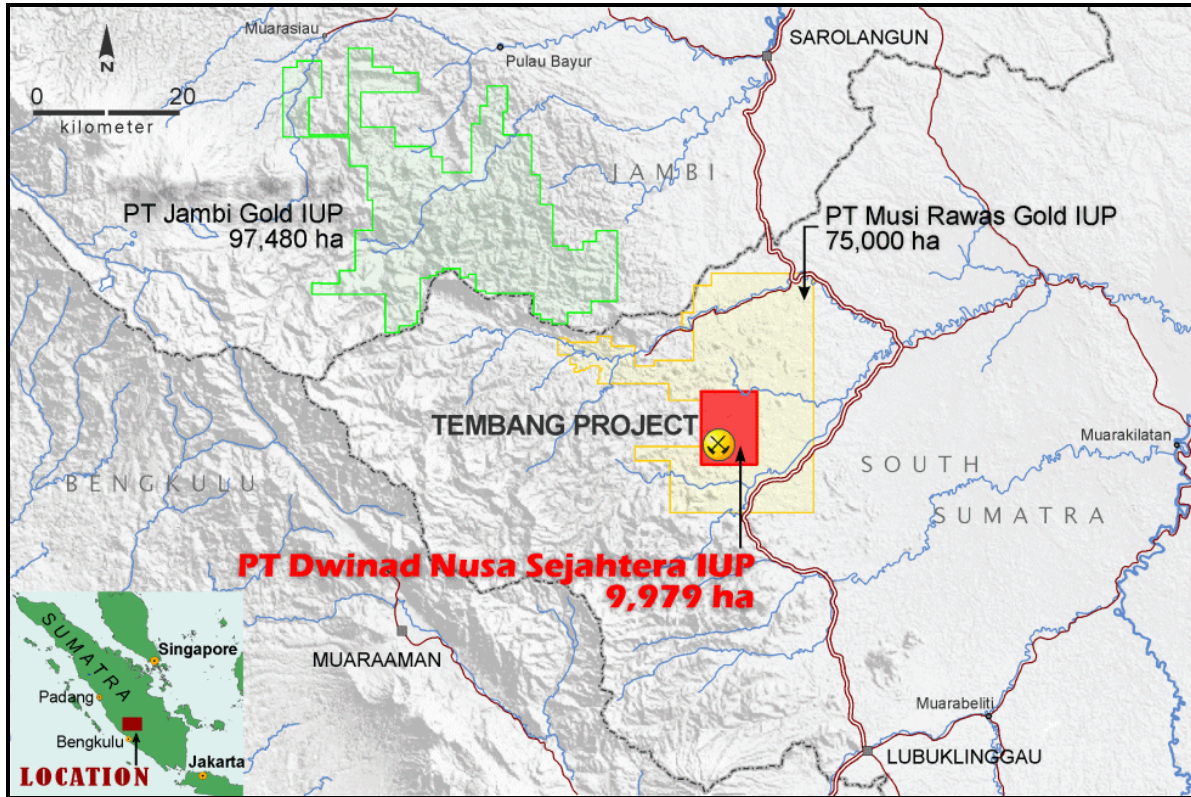 Muarasiau
SAROLANGUN
Pulau Bayur
N
0 20
kilometer
JAMBI
PT Jambi Gold IUP
97,480 ha
PT Musi Rawas Gold IUP
75,000 ha
TEMBANG PROJECT
Muarakilatan
BENGKULU
SOUTH
SUMATRA
PT Dwinad Nusa Sejahtera IUP
9,979 ha
MUARAAMAN
Muarabeliti
LUBUKLINGGAU
SUMATRA
Singapore
Padang
Bengkulu
Jakarta
LOCATION